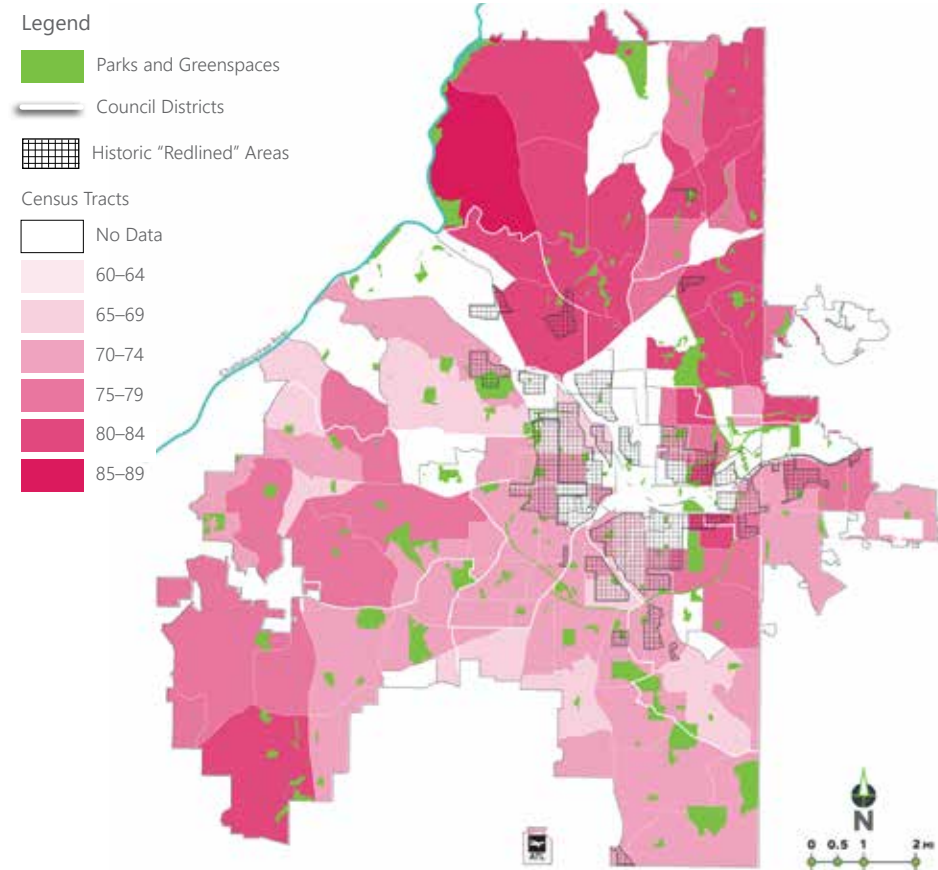 Legend
Parks and Greenspaces
Council Districts
Historic “Redlined” Areas
Census Tracts
No Data
60–64
65–69
70–74
75–79
80–84
85–89
Chattahoochee River
ATL
N
0 0.5 1 2 MI